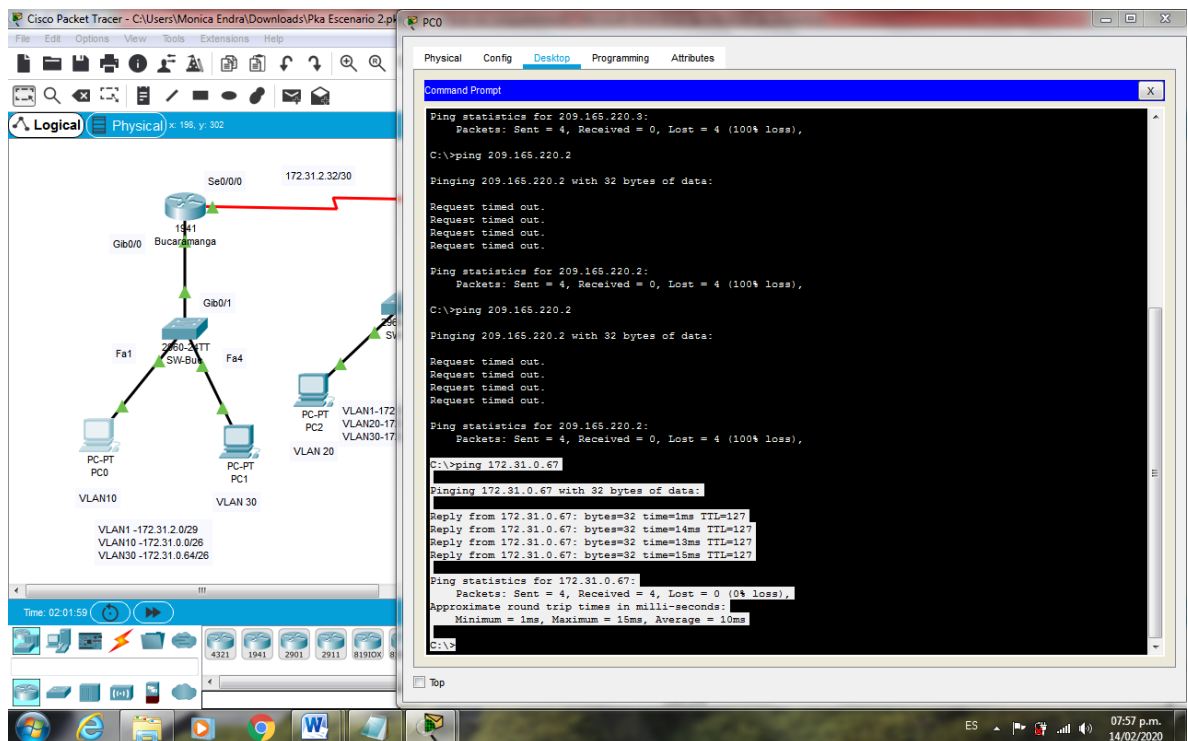 Cisco Packet Tracer - C:\Users\Monica Endra\Downloads\Pka Escenario 2.pk
File Edit Options View Tools Extensions Help
Logical
Physical
x: 198, y: 302
Se0/0/0
172.31.2.32/30
1941
Bucaramanga
Gib0/0
Gib0/1
2960-24TT
SW-Buc
Fa1
Fa4
296
SW
PC-PT
PC2
VLAN1-172
VLAN20-17
VLAN30-17
VLAN 20
PC-PT
PC0
PC-PT
PC1
VLAN10
VLAN 30
VLAN1 -172.31.2.0/29
VLAN10 -172.31.0.0/26
VLAN30 -172.31.0.64/26
Time: 02:01:59
4321 1941 2901 2911 819IOX
PC0
Physical Config Desktop Programming Attributes
Command Prompt
X
Ping statistics for 209.165.220.3:
Packets: Sent = 4, Received = 0, Lost = 4 (100% loss),
C:\>ping 209.165.220.2
Pinging 209.165.220.2 with 32 bytes of data:
Request timed out.
Request timed out.
Request timed out.
Request timed out.
Ping statistics for 209.165.220.2:
Packets: Sent = 4, Received = 0, Lost = 4 (100% loss),
C:\>ping 209.165.220.2
Pinging 209.165.220.2 with 32 bytes of data:
Request timed out.
Request timed out.
Request timed out.
Request timed out.
Ping statistics for 209.165.220.2:
Packets: Sent = 4, Received = 0, Lost = 4 (100% loss),
C:\>ping 172.31.0.67
Pinging 172.31.0.67 with 32 bytes of data:
Reply from 172.31.0.67: bytes=32 time=1ms TTL=127
Reply from 172.31.0.67: bytes=32 time=14ms TTL=127
Reply from 172.31.0.67: bytes=32 time=13ms TTL=127
Reply from 172.31.0.67: bytes=32 time=15ms TTL=127
Ping statistics for 172.31.0.67:
Packets: Sent = 4, Received = 4, Lost = 0 (0% loss),
Approximate round trip times in milli-seconds:
Minimum = 1ms, Maximum = 15ms, Average = 10ms
C:\>
Top
ES
07:57 p.m.
14/02/2020